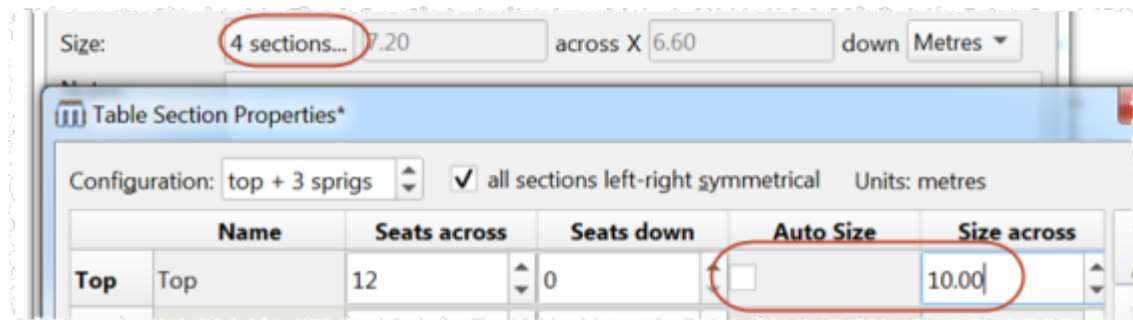 Size: 4 sections... 7.20 across X 6.60 down Metres
Table Section Properties*
Configuration: top + 3 sprigs all sections left-right symmetrical Units: metres
Name Seats across Seats down Auto Size Size across
Top Top 12 0 10.00